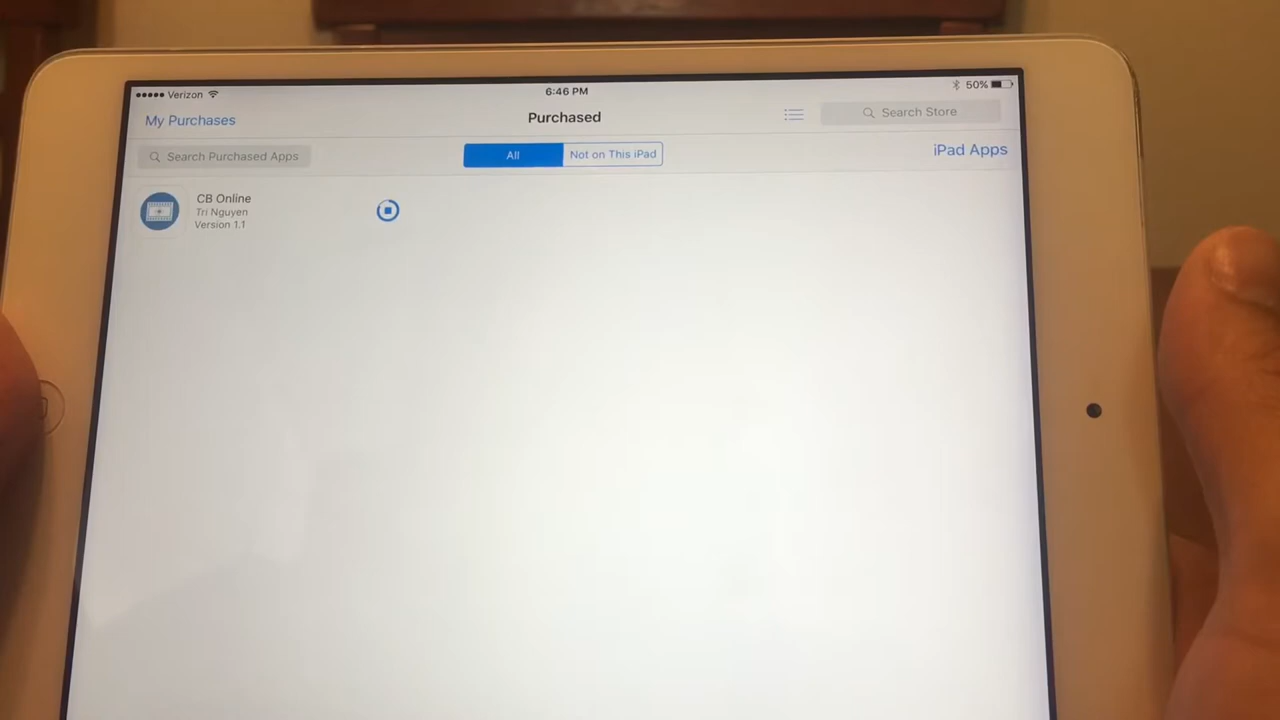 Verizon
6:46 PM
50%
My Purchases
Purchased
Search Store
Search Purchased Apps
All
Not on This iPad
iPad Apps
CB Online
Tri Nguyen
Version 1.1